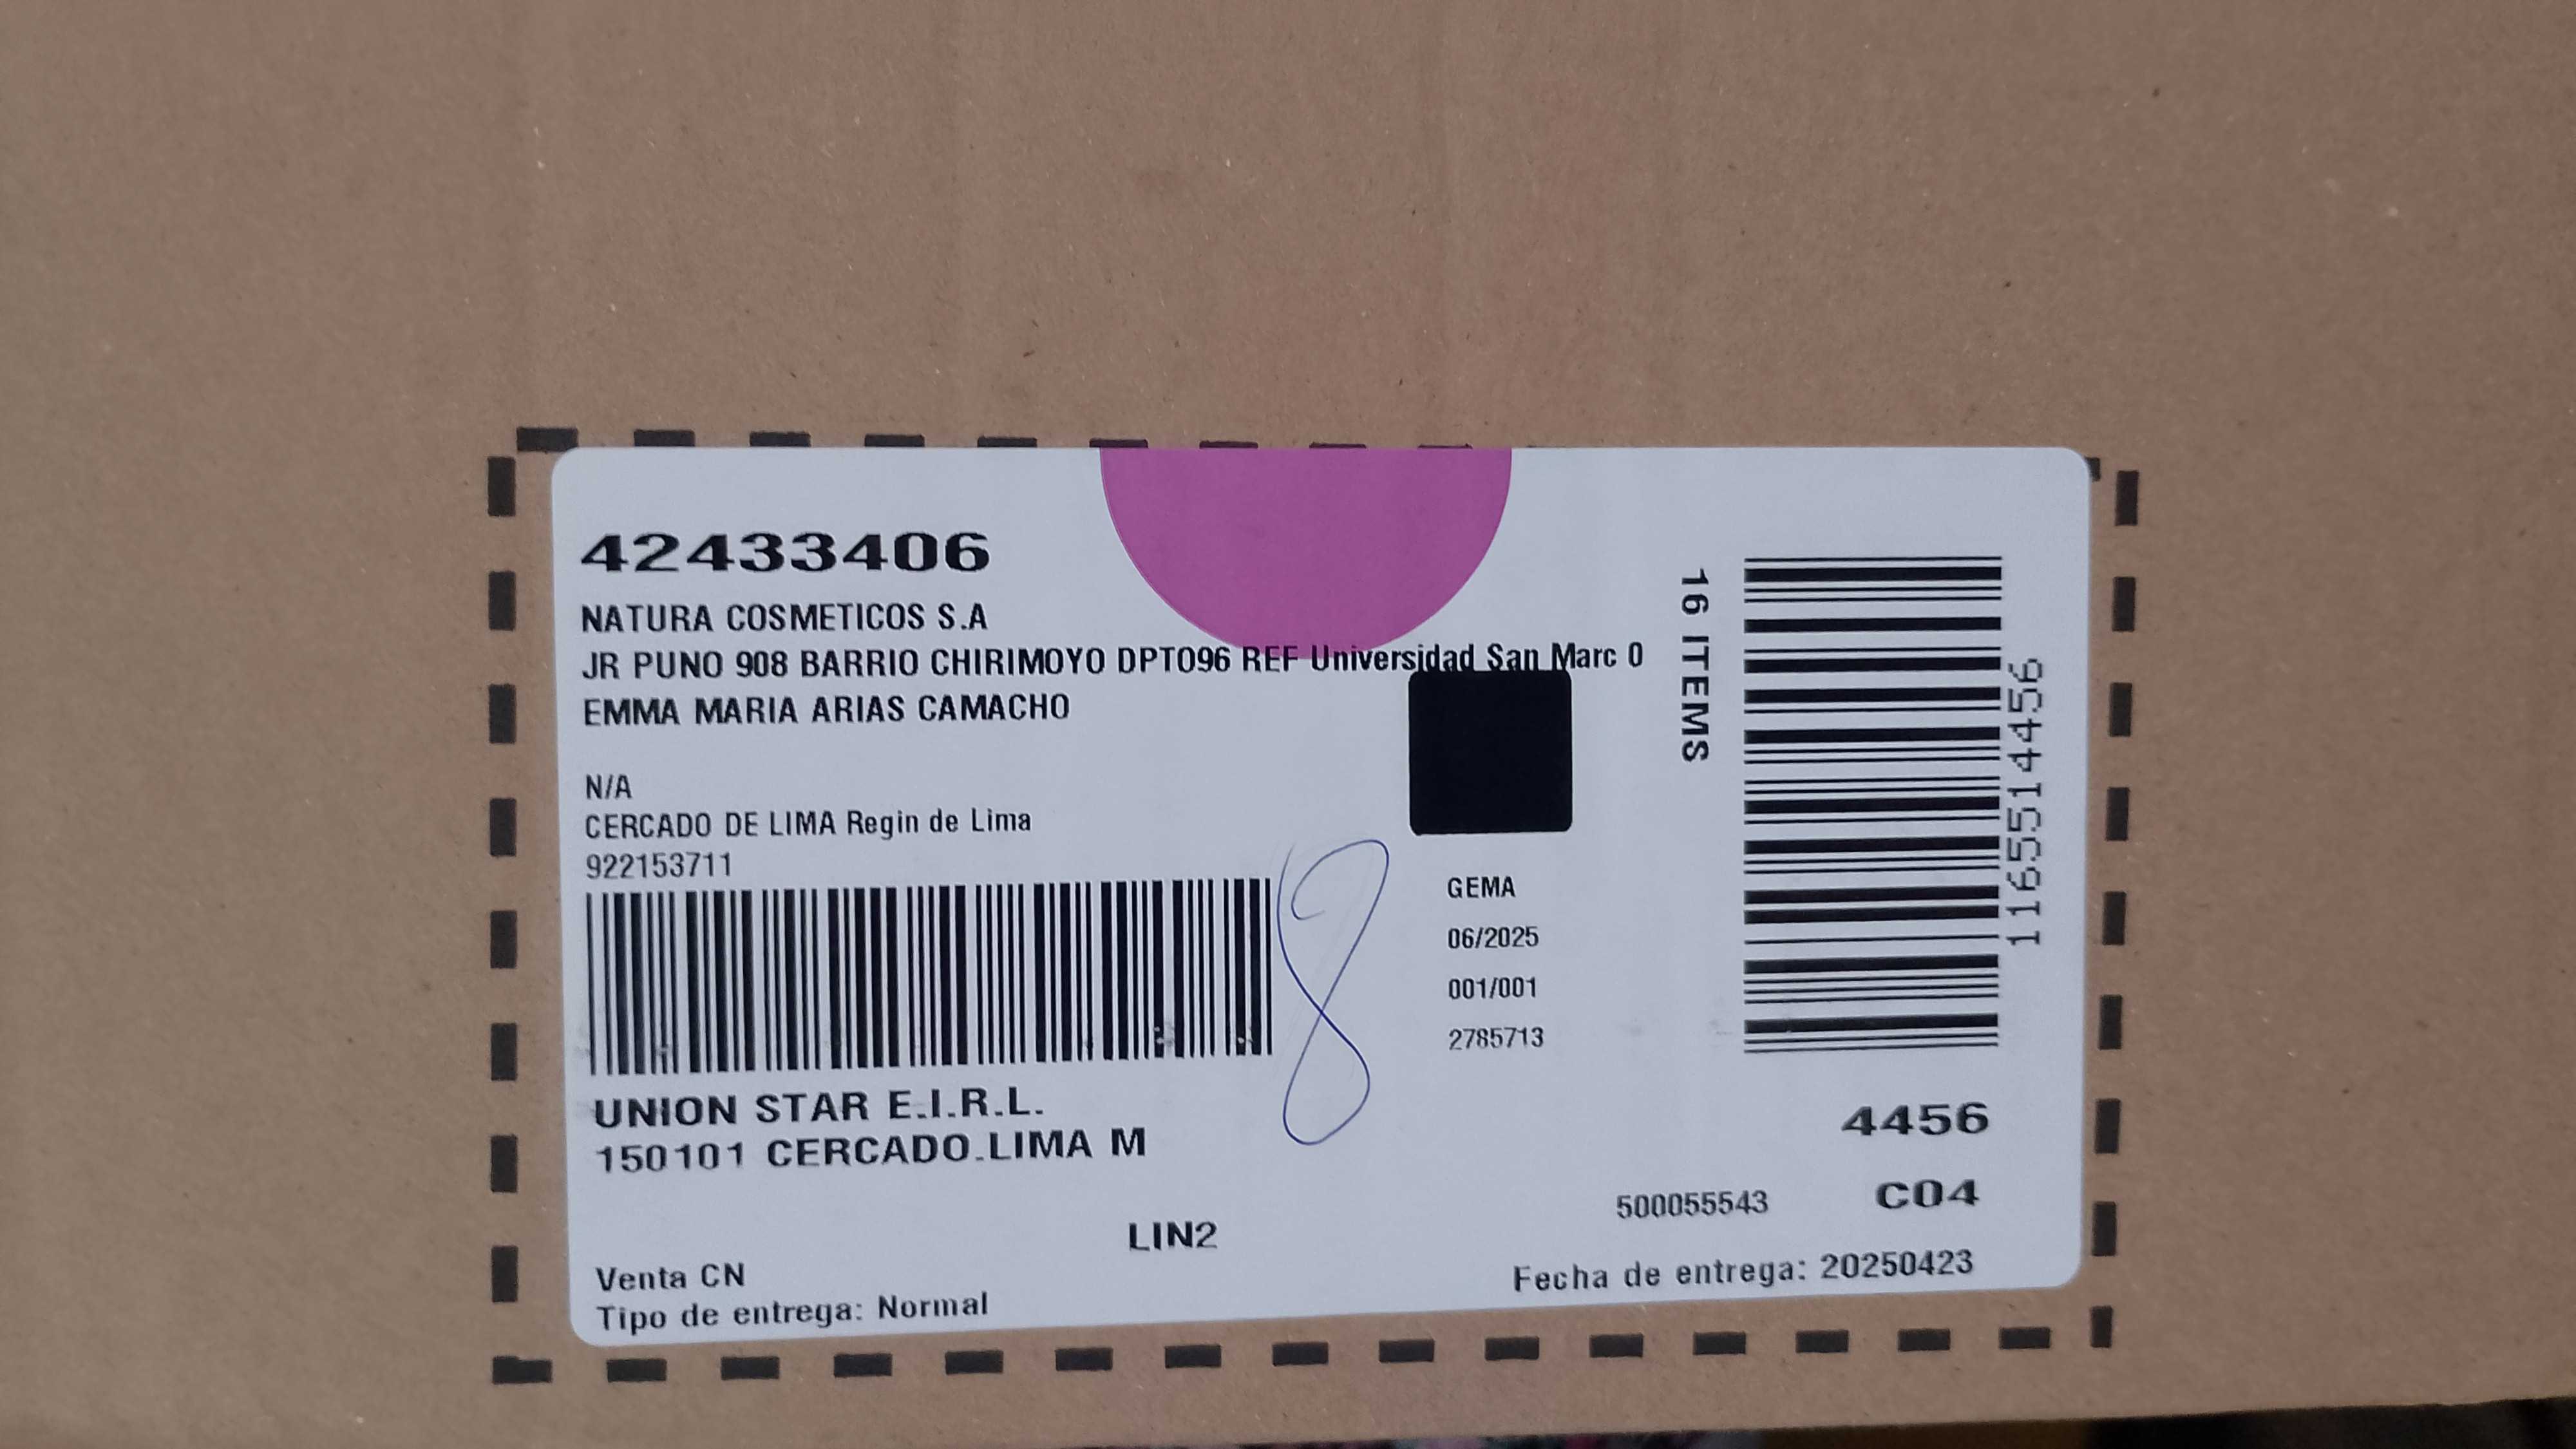 42433406
NATURA COSMETICOS S.A
JR PUNO 908 BARRIO CHIRIMOYO DPTO96 REF Universidad San Marc 0
EMMA MARIA ARIAS CAMACHO
N/A
CERCADO DE LIMA Regin de Lima
922153711
UNION STAR E.I.R.L.
150101 CERCADO.LIMA M
LIN2
Venta CN
Tipo de entrega: Normal
8
GEMA
06/2025
001/001
2785713
16 ITEMS
11655144456
4456
C04
500055543
Fecha de entrega: 20250423